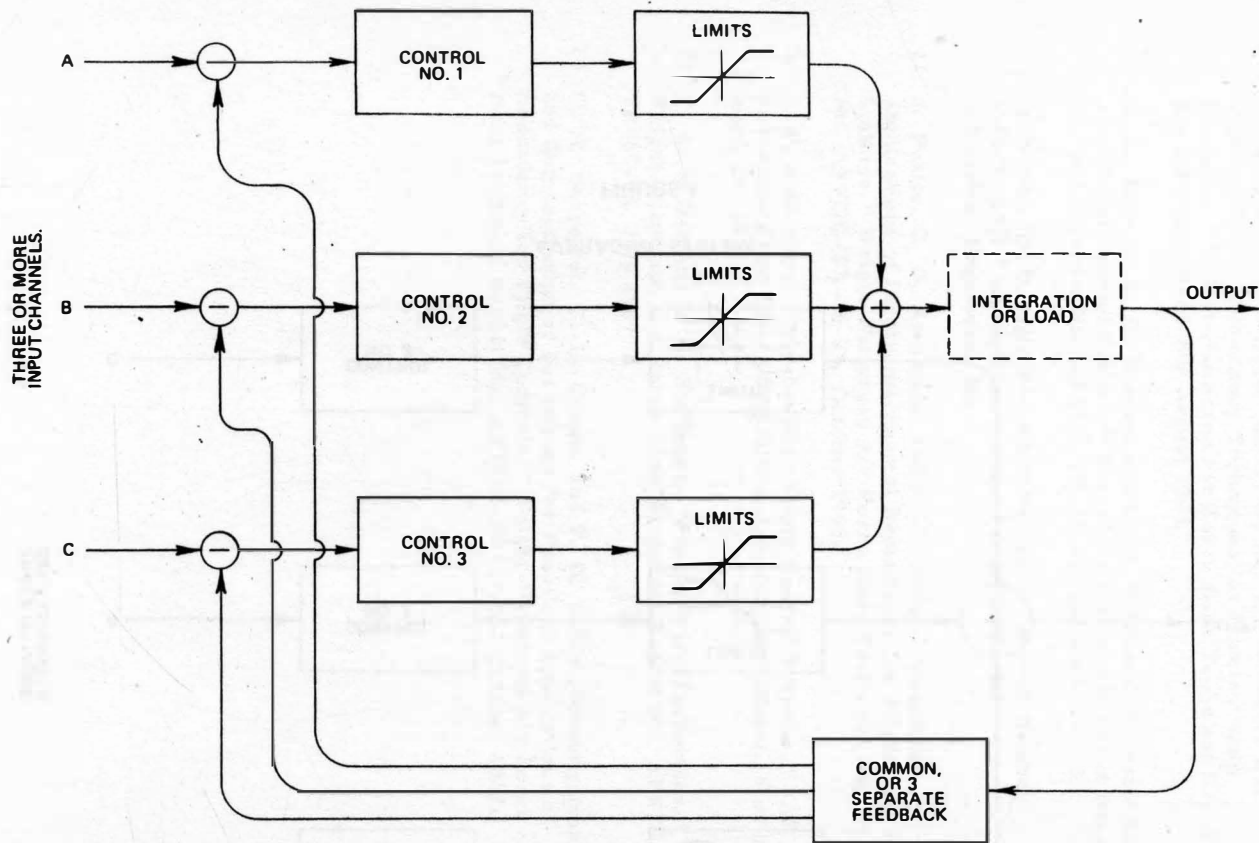 A
CONTROL
NO. 1
LIMITS
THREE OR MORE
INPUT CHANNELS.
B
CONTROL
NO. 2
LIMITS
INTEGRATION
OR LOAD
OUTPUT
C
CONTROL
NO. 3
LIMITS
COMMON,
OR 3
SEPARATE
FEEDBACK